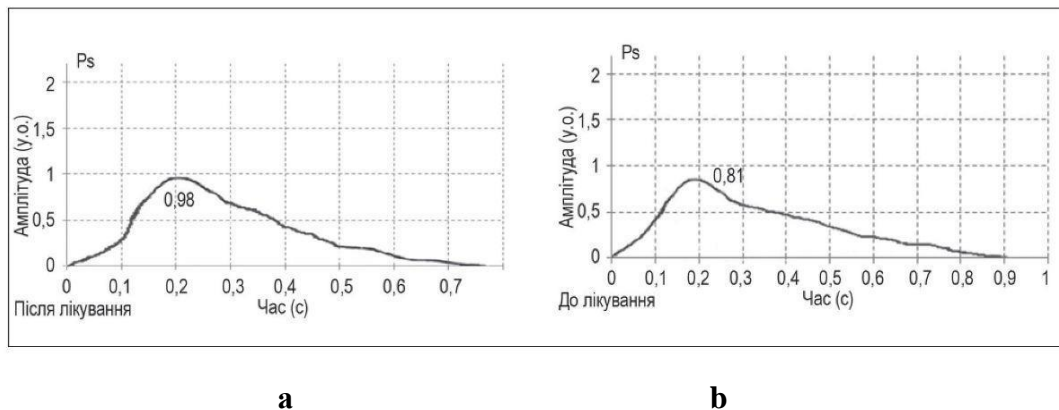 Ps
2
1,5
1
0,5
0
Амплітуда (у.о.)
0,98
0 0,1 0,2 0,3 0,4 0,5 0,6 0,7
Після лікування
Час (с)
Ps
2
1,5
1
0,5
0
Амплітуда (у.о.)
0,81
0 0,1 0,2 0,3 0,4 0,5 0,6 0,7 0,8 0,9 1
До лікування
Час (с)
a
b